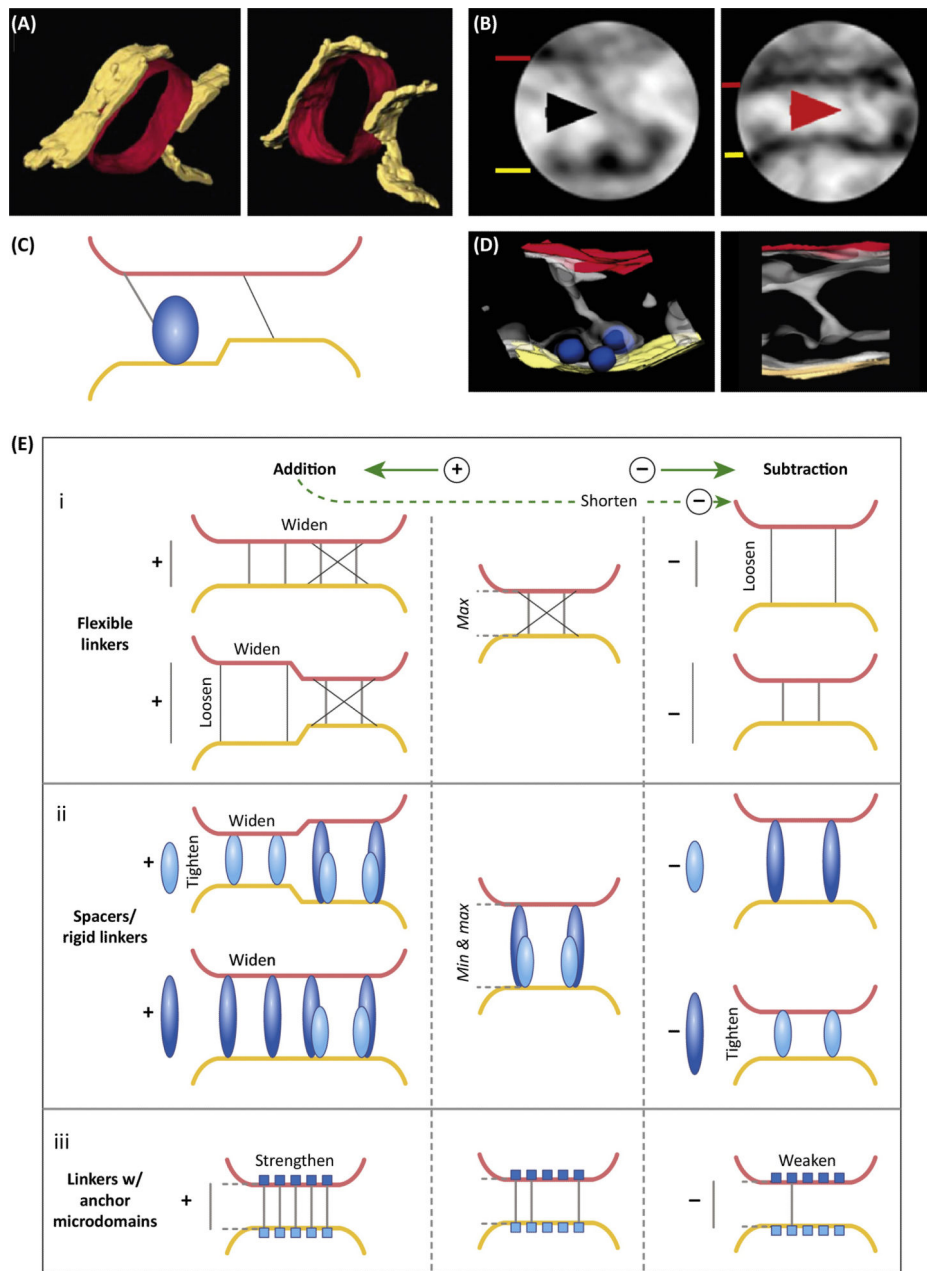 (A)
(B)
(C)
(D)
(E)
Addition
+
−
Subtraction
i
Shorten
−
Widen
+
Max
−
Loosen
Flexible
linkers
Widen
+
Loosen
−
ii
Widen
+
Tighten
−
Spacers/
rigid linkers
Min & max
Widen
+
−
Tighten
iii
Linkers w/
anchor
microdomains
+
Strengthen
−
Weaken